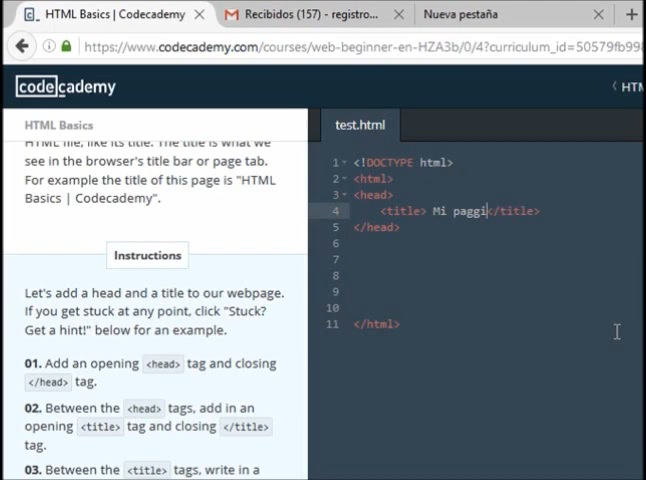 HTML Basics | Codecademy
Recibidos (157) - registro...
Nueva pestaña
https://www.codecademy.com/courses/web-beginner-en-HZA3b/0/4?curriculum_id=50579fb99
codecademy
HTM
HTML Basics
test.html
HTML file, like its title. The title is what we
see in the browser's title bar or page tab.
For example the title of this page is "HTML
Basics | Codecademy".
Instructions
Let's add a head and a title to our webpage.
If you get stuck at any point, click "Stuck?
Get a hint!" below for an example.
01. Add an opening <head> tag and closing
</head> tag.
02. Between the <head> tags, add in an
opening <title> tag and closing </title>
tag.
03. Between the <title> tags, write in a
1 <!DOCTYPE html>
2 <html>
3 <head>
4 <title> Mi paggi</title>
5 </head>
6
7
8
9
10
11 </html>